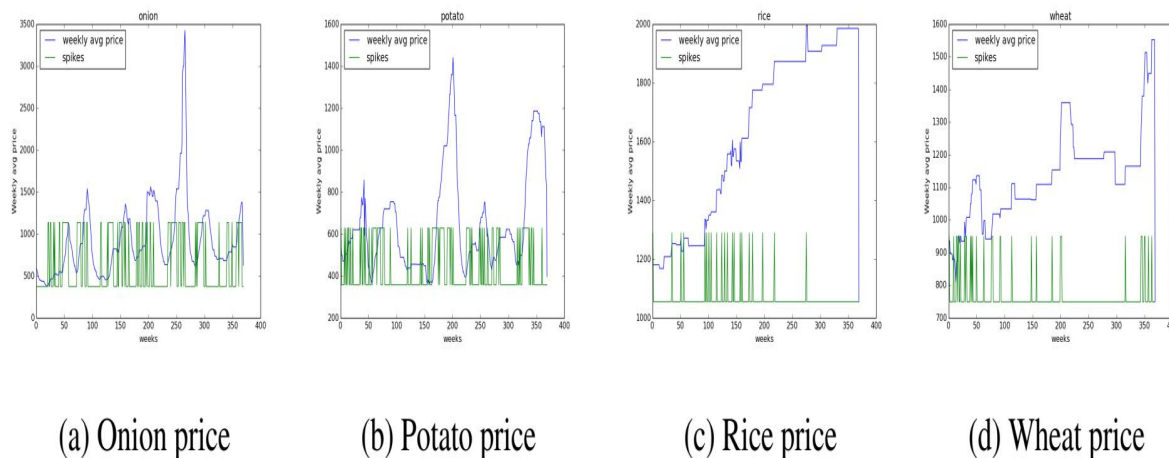 onion
weekly avg price
spikes
Weekly avg price
3500
3000
2500
2000
1500
1000
500
0
0 50 100 150 200 250 300 350 400
weeks
(a) Onion price
potato
weekly avg price
spikes
Weekly avg price
1600
1400
1200
1000
800
600
400
200
0 50 100 150 200 250 300 350 400
weeks
(b) Potato price
rice
weekly avg price
spikes
Weekly avg price
2000
1800
1600
1400
1200
1000
0 50 100 150 200 250 300 350 400
weeks
(c) Rice price
wheat
weekly avg price
spikes
Weekly avg price
1600
1500
1400
1300
1200
1100
1000
900
800
700
0 50 100 150 200 250 300 350
weeks
(d) Wheat price